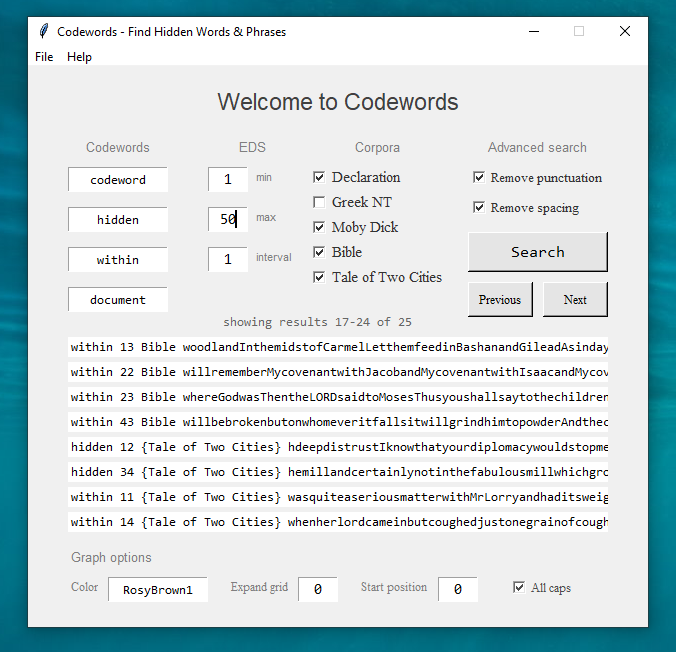 Codewords - Find Hidden Words & Phrases
File Help
Welcome to Codewords
Codewords EDS Corpora Advanced search
codeword 1 min Declaration Remove punctuation
Greek NT
hidden 50 max Moby Dick Remove spacing
within 1 interval Bible Search
Tale of Two Cities
document Previous Next
showing results 17-24 of 25
within 13 Bible woodlandInthemidstofCarmelLetthemfeedinBashanandGileadAsinday
within 22 Bible willrememberMycovenantwithJacobandMycovenantwithIsaacandMycov
within 23 Bible whereGodwasThentheLORDsaidtoMosesThusyoushallsaytothechildren
within 43 Bible willbebrokenbutonwhomeveritfallsitwillgrindhimtopowderAndthec
hidden 12 {Tale of Two Cities} hdeepdistrustIknowthatyourdiplomacywouldstopme
hidden 34 {Tale of Two Cities} hemillandcertainlynotinthefabulousmillwhichgro
within 11 {Tale of Two Cities} wasquiteaseriousmatterwithMrLorryandhaditsweig
within 14 {Tale of Two Cities} whenherlordcameinbutcoughedjustonegrainofcough
Graph options
Color RosyBrown1 Expand grid 0 Start position 0 All caps